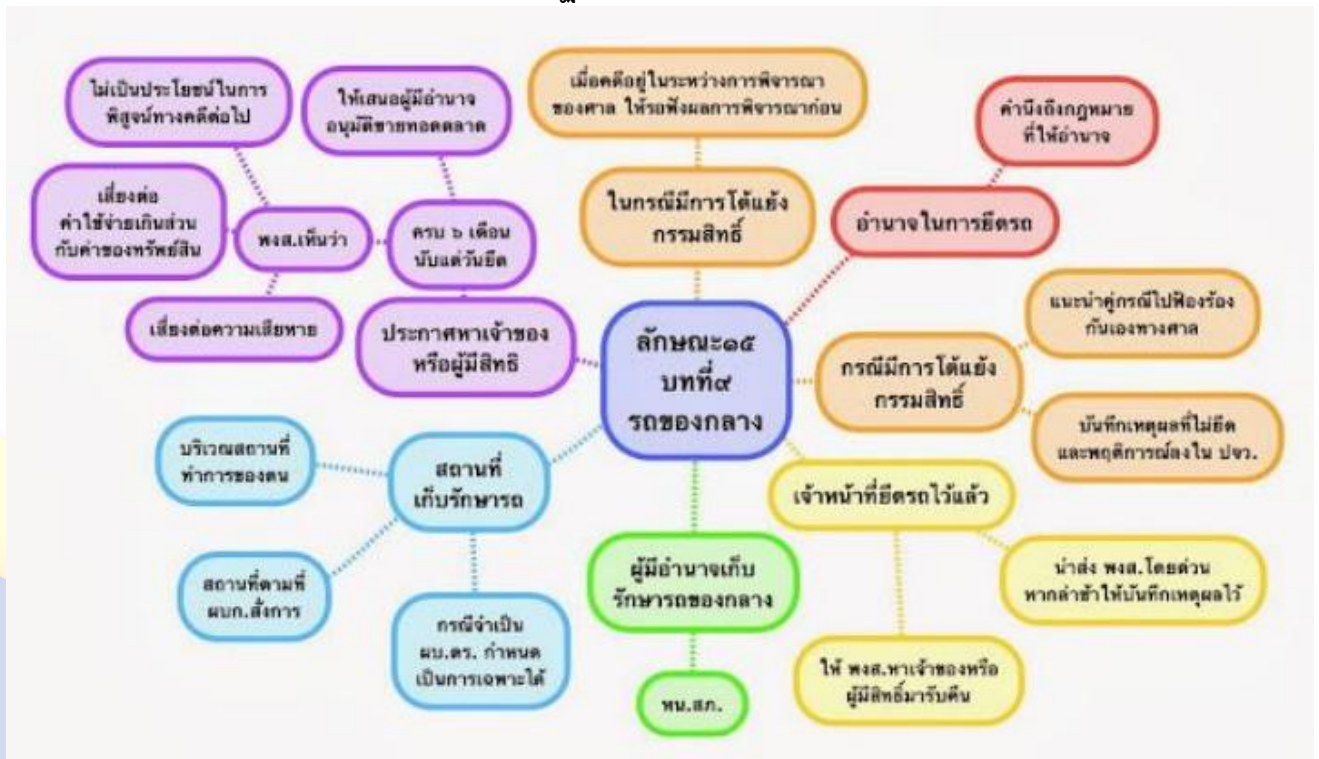 ไม่เป็นประโยชน์ในการ
พิสูจน์ทางคดีต่อไป
ให้เสนอผู้มีอำนาจ
อนุมัติขายทอดตลาด
เมื่อคดีอยู่ในระหว่างการพิจารณา
ของศาล ให้รอฟังผลการพิจารณาก่อน
คำนึงถึงกฎหมาย
ที่ให้อำนาจ
เสี่ยงต่อ
ค่าใช้จ่ายเกินส่วน
กับค่าของทรัพย์สิน
พงส.เห็นว่า
ครบ ๖ เดือน
นับแต่วันยึด
ในกรณีมีการโต้แย้ง
กรรมสิทธิ์
อำนาจในการยึดรถ
เสี่ยงต่อความเสียหาย
ประกาศหาเจ้าของ
หรือผู้มีสิทธิ
ลักษณะ๑๕
บทที่๙
รถของกลาง
กรณีมีการโต้แย้ง
กรรมสิทธิ์
แนะนำคู่กรณีไปฟ้องร้อง
กันเองทางศาล
บันทึกเหตุผลที่ไม่ยึด
และพฤติการณ์ลงใน ปจว.
บริเวณสถานที่
ทำการของตน
สถานที่
เก็บรักษารถ
เจ้าหน้าที่ยึดรถไว้แล้ว
สถานที่ตามที่
ผบก.สั่งการ
กรณีจำเป็น
ผบ.ตร. กำหนด
เป็นการเฉพาะได้
ผู้มีอำนาจเก็บ
รักษารถของกลาง
หน.สภ.
นำส่ง พงส.โดยด่วน
หากล่าช้าให้บันทึกเหตุผลไว้
ให้ พงส.หาเจ้าของหรือ
ผู้มีสิทธิ์มารับคืน